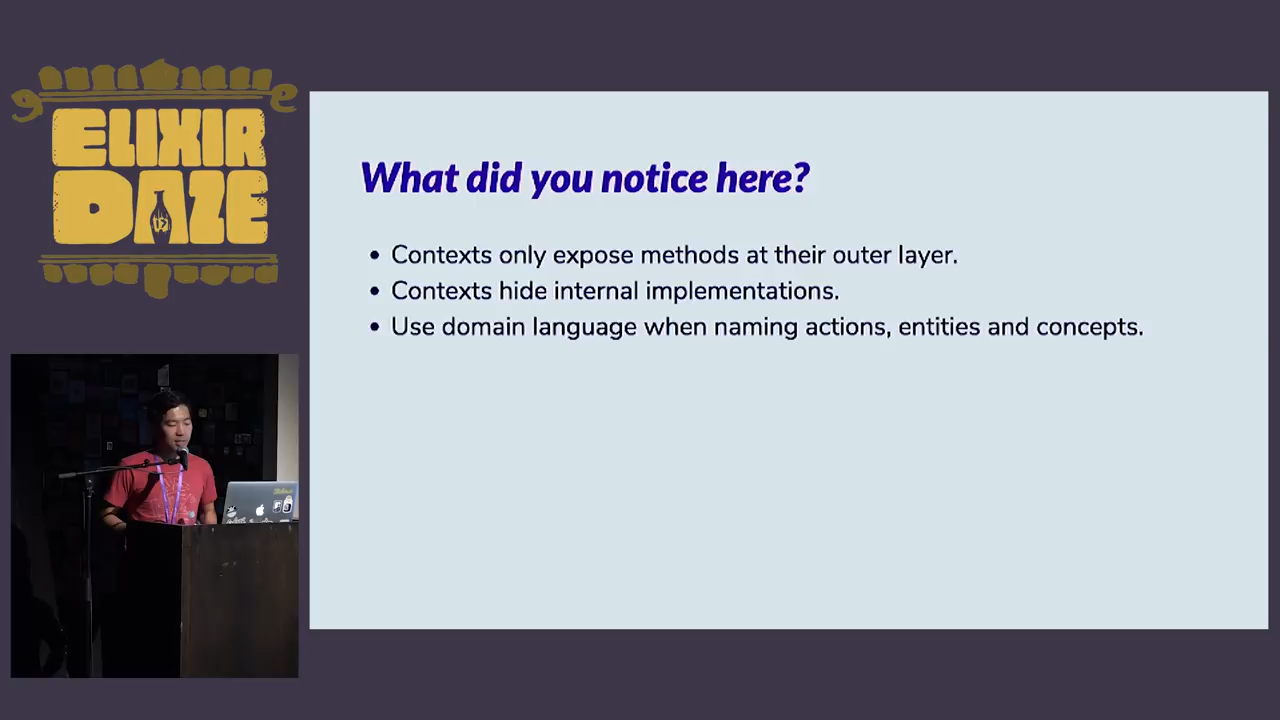 ELIXIR
DAZE
What did you notice here?
• Contexts only expose methods at their outer layer.
• Contexts hide internal implementations.
• Use domain language when naming actions, entities and concepts.